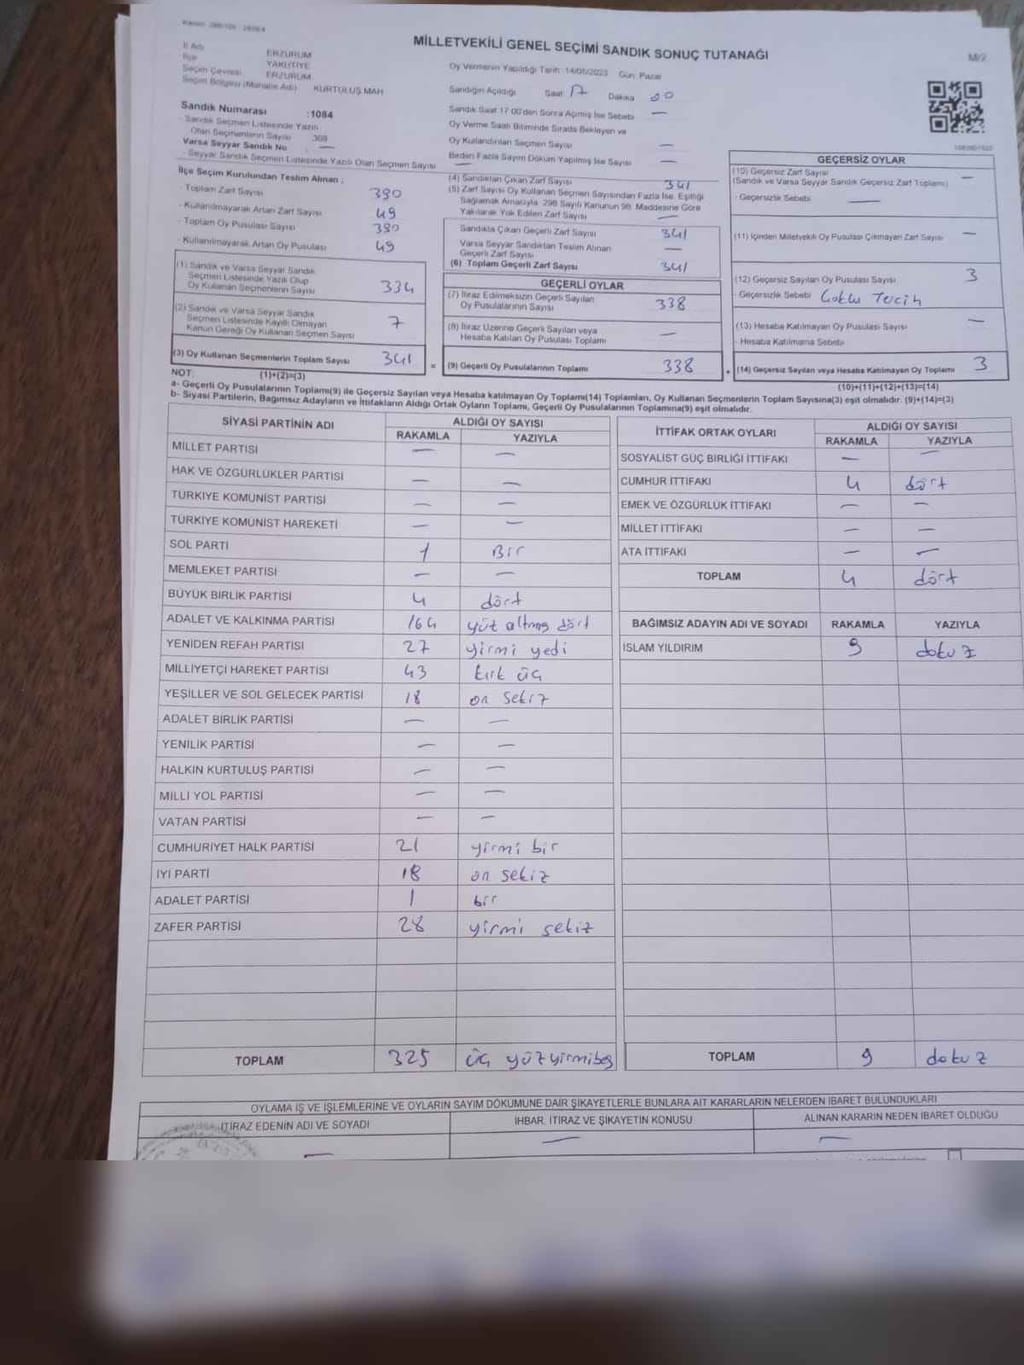 MİLLETVEKİLİ GENEL SEÇİMİ SANDIK SONUÇ TUTANAĞI
M/2
İl Adı ERZURUM
İlçe YAKUTİYE
Seçim Çevresi ERZURUM
Seçim Bölgesi (Mahalle Adı) KURTULUŞ MAH
Oy Vermenin Yapıldığı Tarih 14/05/2023 Gün: Pazar
Sandığın Açıldığı Saat 17 Dakika 00
Sandık Numarası :1084
Sandık Seçmen Listesinde Yazılı
Olan Seçmenlerin Sayısı
Varsa Seyyar Sandık No —
- Seyyar Sandık Seçmen Listesinde Yazılı Olan Seçmen Sayısı —
Sandık Saat 17:00'den Sonra Açılmış İse Sebebi —
Oy Verme Saati Bitiminde Sırada Bekleyen ve
Oy Kullandırılan Seçmen Sayısı —
Birden Fazla Sayım Döküm Yapılmış İse Sayısı —
İlçe Seçim Kurulundan Teslim Alınan :
- Toplam Zarf Sayısı 390
- Kullanılmayarak Artan Zarf Sayısı 49
- Toplam Oy Pusulası Sayısı 390
- Kullanılmayarak Artan Oy Pusulası 49
(1) Sandık ve Varsa Seyyar Sandık
Seçmen Listesinde Yazılı Olup
Oy Kullanan Seçmenlerin Sayısı 334
(2) Sandık ve Varsa Seyyar Sandık
Seçmen Listesinde Kayıtlı Olmayan
Kanun Gereği Oy Kullanan Seçmen Sayısı 7
(3) Oy Kullanan Seçmenlerin Toplam Sayısı 341
(1)+(2)=(3)
(4) Sandıktan Çıkan Zarf Sayısı 341
(5) Zarf Sayısı Oy Kullanan Seçmen Sayısından Fazla İse, Eşitliği
Sağlamak Amacıyla 298 Sayılı Kanunun 98. Maddesine Göre
Yakılarak Yok Edilen Zarf Sayısı —
Sandıkta Çıkan Geçerli Zarf Sayısı 341
Varsa Seyyar Sandıktan Teslim Alınan
Geçerli Zarf Sayısı —
(6) Toplam Geçerli Zarf Sayısı 341
GEÇERLİ OYLAR
(7) İtiraz Edilmeksizin Geçerli Sayılan
Oy Pusulalarının Sayısı 338
(8) İtiraz Üzerine Geçerli Sayılan veya
Hesaba Katılan Oy Pusulası Toplamı —
= (9) Geçerli Oy Pusulalarının Toplamı 338
GEÇERSİZ OYLAR
(10) Geçersiz Zarf Sayısı —
(Sandık ve Varsa Seyyar Sandık Geçersiz Zarf Toplamı)
- Geçersizlik Sebebi —
(11) İçinden Milletvekili Oy Pusulası Çıkmayan Zarf Sayısı —
(12) Geçersiz Sayılan Oy Pusulası Sayısı 3
- Geçersizlik Sebebi Çoklu Tercih
(13) Hesaba Katılmayan Oy Pusulası Sayısı —
- Hesaba Katılmama Sebebi
+ (14) Geçersiz Sayılan veya Hesaba Katılmayan Oy Toplamı 3
(10)+(11)+(12)+(13)=(14)
NOT:
a- Geçerli Oy Pusulalarının Toplamı(9) ile Geçersiz Sayılan veya Hesaba katılmayan Oy Toplamı(14) Toplamları, Oy Kullanan Seçmenlerin Toplam Sayısına(3) eşit olmalıdır. (9)+(14)=(3)
b- Siyasi Partilerin, Bağımsız Adayların ve İttifakların Aldığı Ortak Oyların Toplamı, Geçerli Oy Pusulalarının Toplamına(9) eşit olmalıdır.
SİYASİ PARTİNİN ADI ALDIĞI OY SAYISI
RAKAMLA YAZIYLA
MİLLET PARTİSİ — —
HAK VE ÖZGÜRLÜKLER PARTİSİ — —
TÜRKİYE KOMÜNİST PARTİSİ — —
TÜRKİYE KOMÜNİST HAREKETİ — —
SOL PARTİ 1 Bir
MEMLEKET PARTİSİ — —
BÜYÜK BİRLİK PARTİSİ 4 dört
ADALET VE KALKINMA PARTİSİ 164 yüz altmış dört
YENİDEN REFAH PARTİSİ 27 yirmi yedi
MİLLİYETÇİ HAREKET PARTİSİ 43 kırk üç
YEŞİLLER VE SOL GELECEK PARTİSİ 18 on sekiz
ADALET BİRLİK PARTİSİ — —
YENİLİK PARTİSİ — —
HALKIN KURTULUŞ PARTİSİ — —
MİLLİ YOL PARTİSİ — —
VATAN PARTİSİ — —
CUMHURİYET HALK PARTİSİ 21 yirmi bir
İYİ PARTİ 18 on sekiz
ADALET PARTİSİ 1 bir
ZAFER PARTİSİ 28 yirmi sekiz
TOPLAM 325 üç yüz yirmibeş
İTTİFAK ORTAK OYLARI ALDIĞI OY SAYISI
RAKAMLA YAZIYLA
SOSYALİST GÜÇ BİRLİĞİ İTTİFAKI — —
CUMHUR İTTİFAKI 4 dört
EMEK VE ÖZGÜRLÜK İTTİFAKI — —
MİLLET İTTİFAKI — —
ATA İTTİFAKI — —
TOPLAM 4 dört
BAĞIMSIZ ADAYIN ADI VE SOYADI RAKAMLA YAZIYLA
İSLAM YILDIRIM 9 dokuz
TOPLAM 9 dokuz
OYLAMA İŞ VE İŞLEMLERİNE VE OYLARIN SAYIM DÖKÜMÜNE DAİR ŞİKAYETLERLE BUNLARA AİT KARARLARIN NELERDEN İBARET BULUNDUKLARI
İTİRAZ EDENİN ADI VE SOYADI İHBAR, İTİRAZ VE ŞİKAYETİN KONUSU ALINAN KARARIN NEDEN İBARET OLDUĞU
— — —